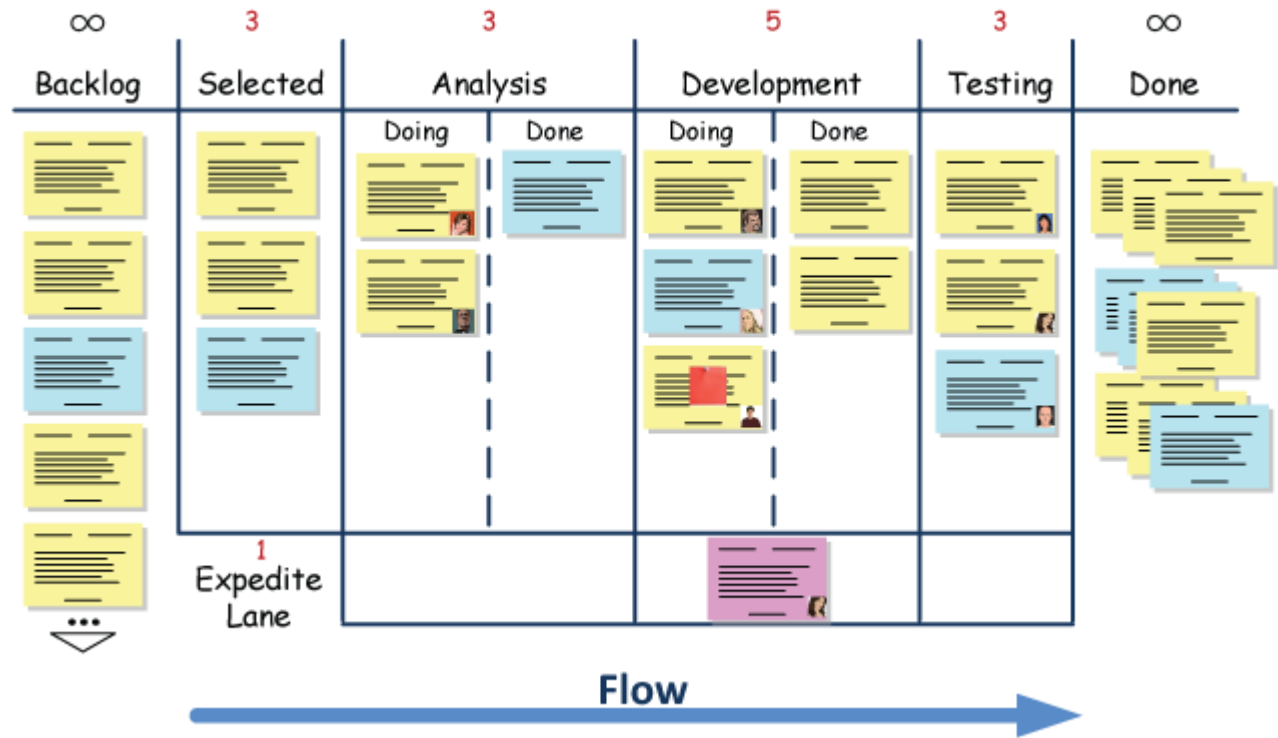 ∞ 3 3 5 3 ∞
Backlog Selected Analysis Development Testing Done
Doing Done Doing Done
•••
1
Expedite
Lane
Flow